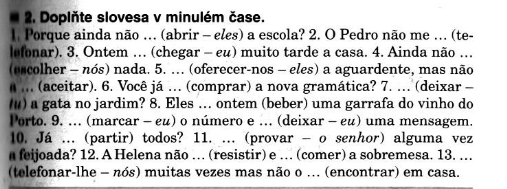 2. Doplňte slovesa v minulém čase.
1. Porque ainda não ... (abrir – eles) a escola? 2. O Pedro não me ... (te-
lefonar). 3. Ontem ... (chegar – eu) muito tarde a casa. 4. Ainda não ...
(escolher – nós) nada. 5. ... (oferecer-nos – eles) a aguardente, mas não
a ... (aceitar). 6. Você já ... (comprar) a nova gramática? 7. ... (deixar –
tu) a gata no jardim? 8. Eles ... ontem (beber) uma garrafa do vinho do
Porto. 9. ... (marcar – eu) o número e ... (deixar – eu) uma mensagem.
10. Já ... (partir) todos? 11. ... (provar – o senhor) alguma vez
a feijoada? 12. A Helena não ... (resistir) e ... (comer) a sobremesa. 13. ...
(telefonar-lhe – nós) muitas vezes mas não o ... (encontrar) em casa.